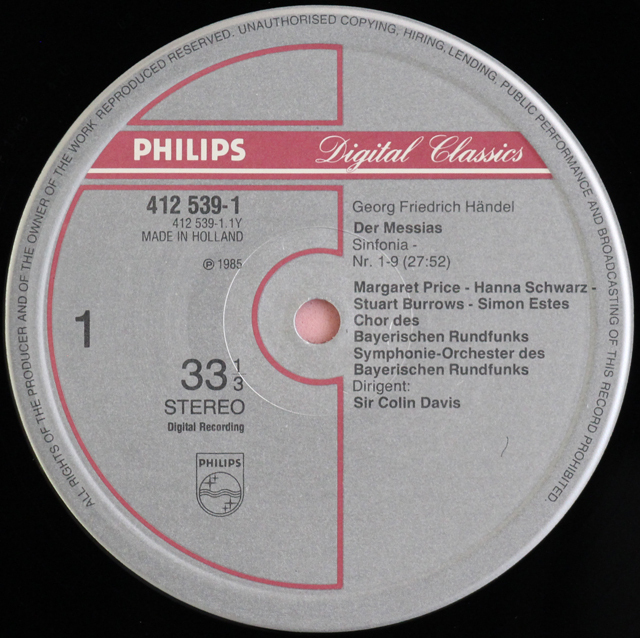 ALL RIGHTS OF THE PRODUCER AND OF THE OWNER OF THE WORK REPRODUCED RESERVED. UNAUTHORISED COPYING, HIRING, LENDING, PUBLIC PERFORMANCE AND BROADCASTING OF THIS RECORD PROHIBITED
PHILIPS Digital Classics
412 539-1
412 539-1.1Y
MADE IN HOLLAND
℗ 1985
1
33 1/3
STEREO
Digital Recording
PHILIPS
Georg Friedrich Händel
Der Messias
Sinfonia -
Nr. 1-9 (27:52)
Margaret Price - Hanna Schwarz -
Stuart Burrows - Simon Estes
Chor des
Bayerischen Rundfunks
Symphonie-Orchester des
Bayerischen Rundfunks
Dirigent:
Sir Colin Davis